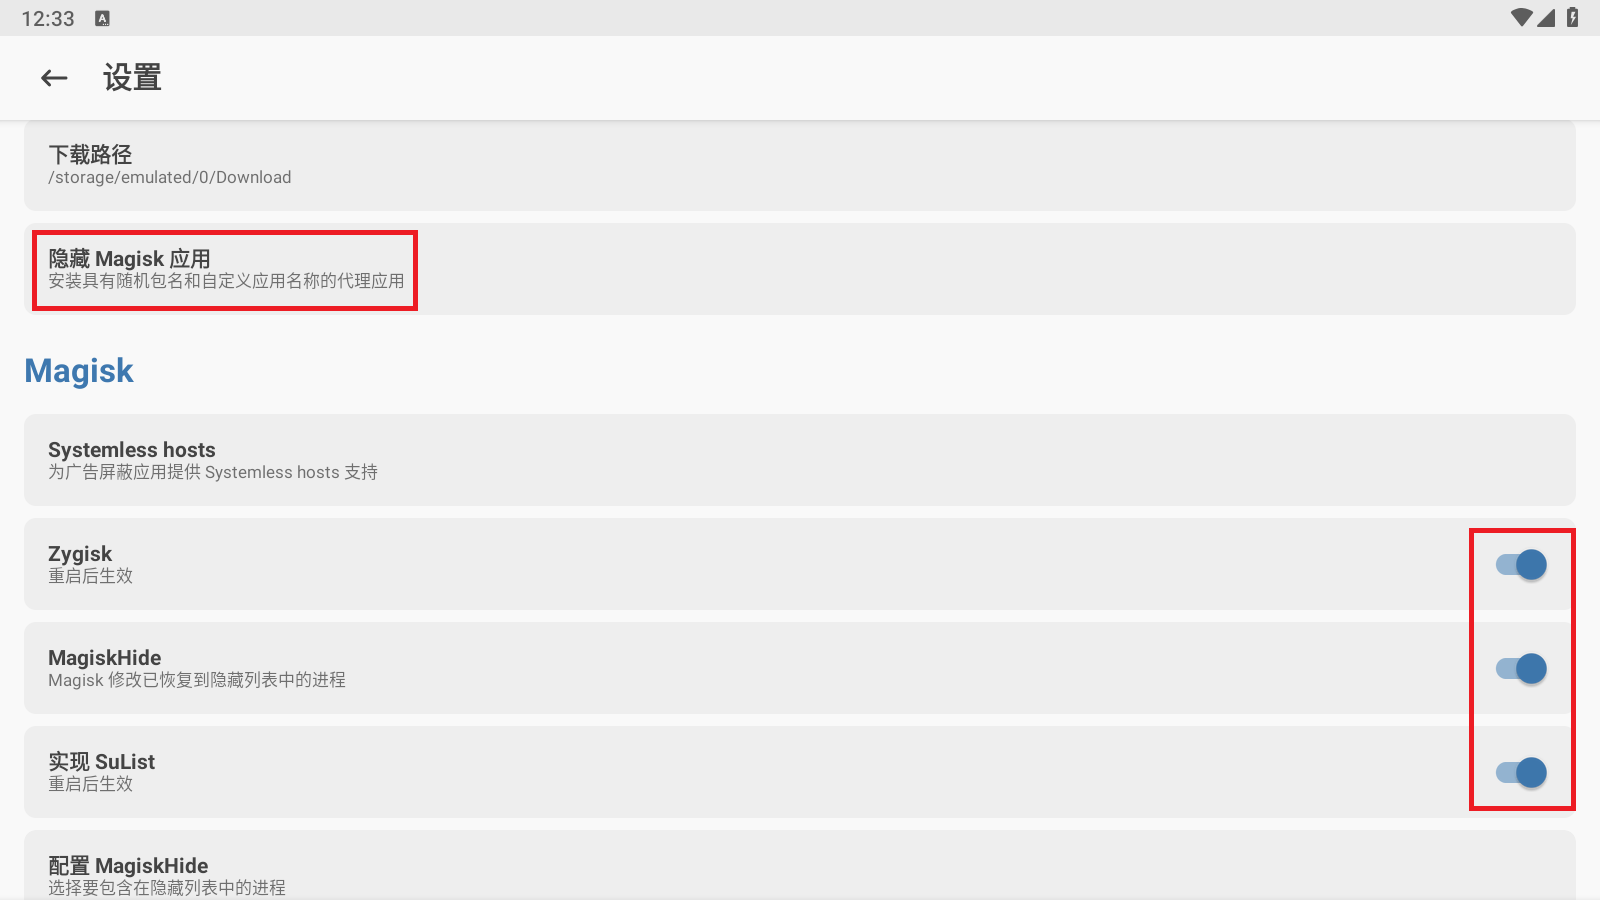 12:33
A
设置
下载路径
/storage/emulated/0/Download
隐藏 Magisk 应用
安装具有随机包名和自定义应用名称的代理应用
Magisk
Systemless hosts
为广告屏蔽应用提供 Systemless hosts 支持
Zygisk
重启后生效
MagiskHide
Magisk 修改已恢复到隐藏列表中的进程
实现 SuList
重启后生效
配置 MagiskHide
选择要包含在隐藏列表中的进程